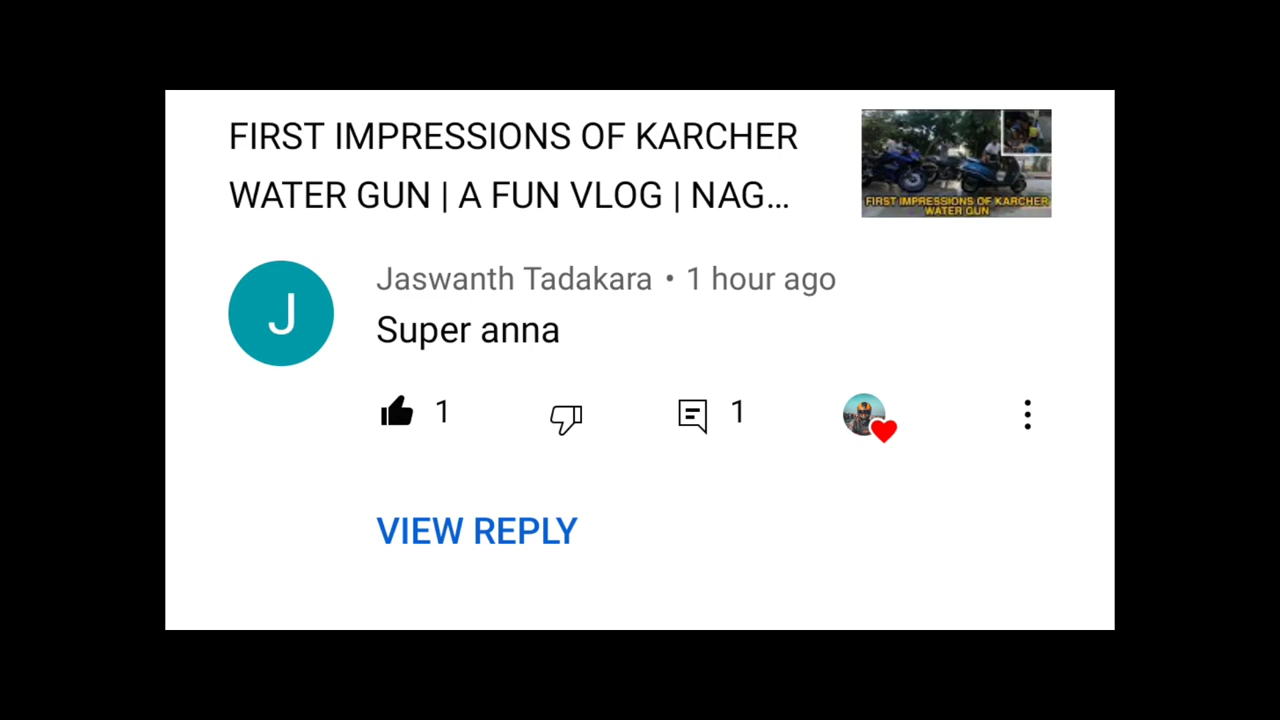 FIRST IMPRESSIONS OF KARCHER
WATER GUN | A FUN VLOG | NAG...
FIRST IMPRESSIONS OF KARCHER
WATER GUN
J
Jaswanth Tadakara • 1 hour ago
Super anna
1
1
VIEW REPLY